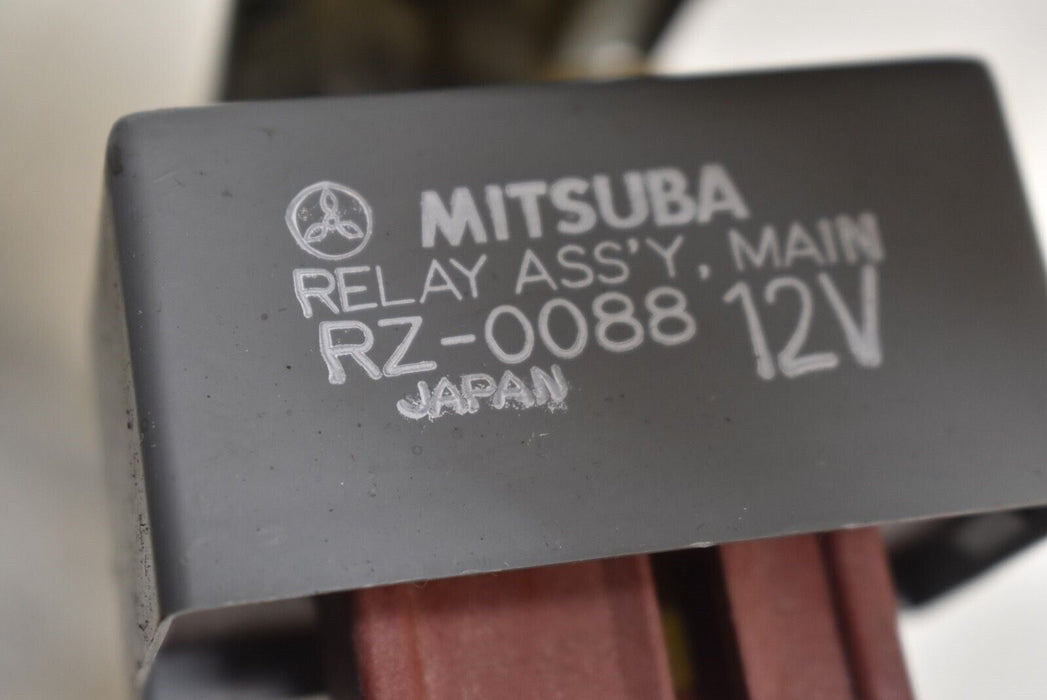 MITSUBA
RELAY ASS'Y, MAIN
RZ-0088 12V
JAPAN